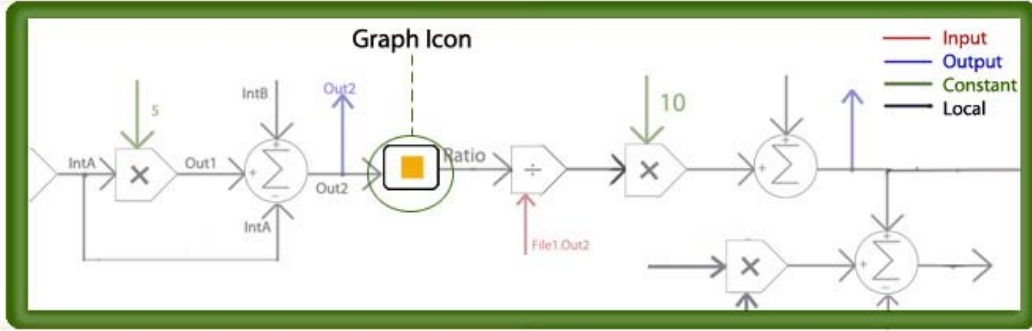 Graph Icon
Input
Output
Constant
Local
5
IntB
Out2
10
IntA
×
Out1
+
Σ
−
Out2
Ratio
÷
×
+
Σ
IntA
File1.Out2
+
×
+
Σ
−